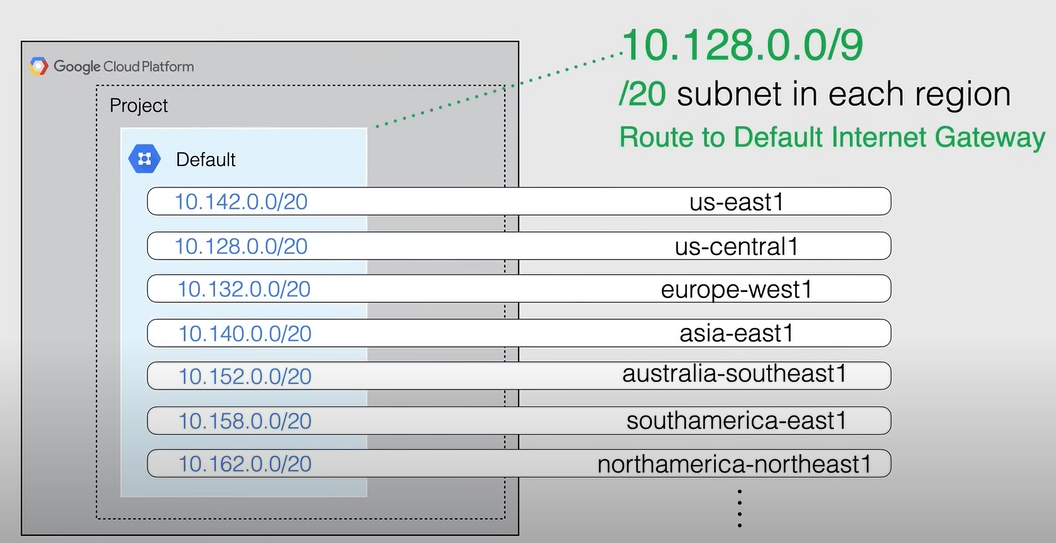 Google Cloud Platform
Project
Default
10.128.0.0/9
/20 subnet in each region
Route to Default Internet Gateway
10.142.0.0/20 us-east1
10.128.0.0/20 us-central1
10.132.0.0/20 europe-west1
10.140.0.0/20 asia-east1
10.152.0.0/20 australia-southeast1
10.158.0.0/20 southamerica-east1
10.162.0.0/20 northamerica-northeast1